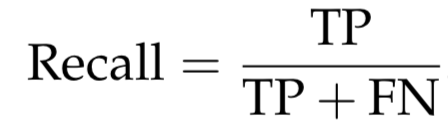 Recall = TP / TP + FN